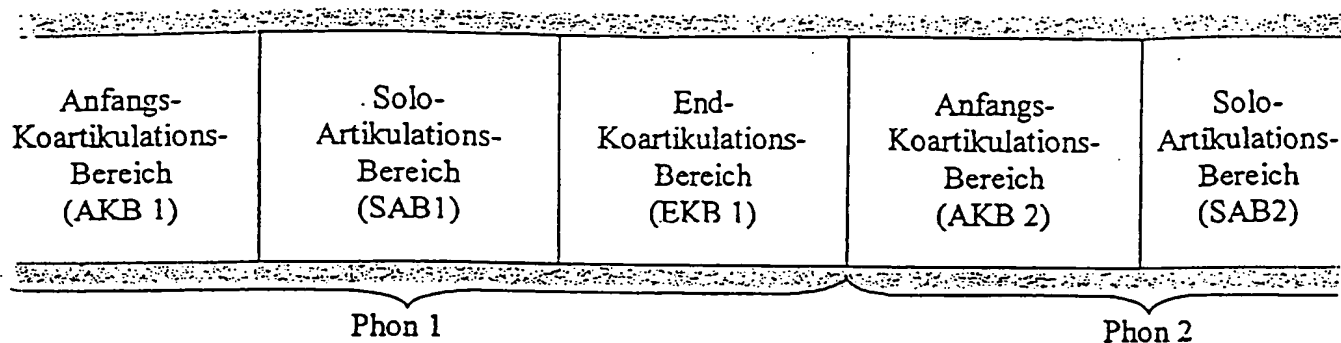 Anfangs-
Koartikulations-
Bereich
(AKB 1)
Solo-
Artikulations-
Bereich
(SAB1)
End-
Koartikulations-
Bereich
(EKB 1)
Anfangs-
Koartikulations-
Bereich
(AKB 2)
Solo-
Artikulations-
Bereich
(SAB2)
Phon 1
Phon 2